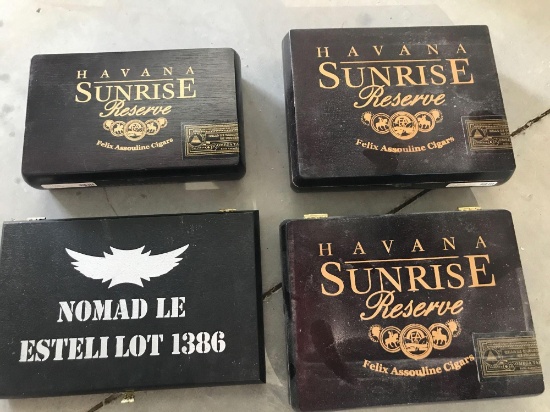 HAVANA
SUNRISE
Reserve
Felix Assouline Cigars
HAVANA
SUNRISE
Reserve
Felix Assouline Cigars
NOMAD LE
ESTELI LOT 1386
HAVANA
SUNRISE
Reserve
Felix Assouline Cigars